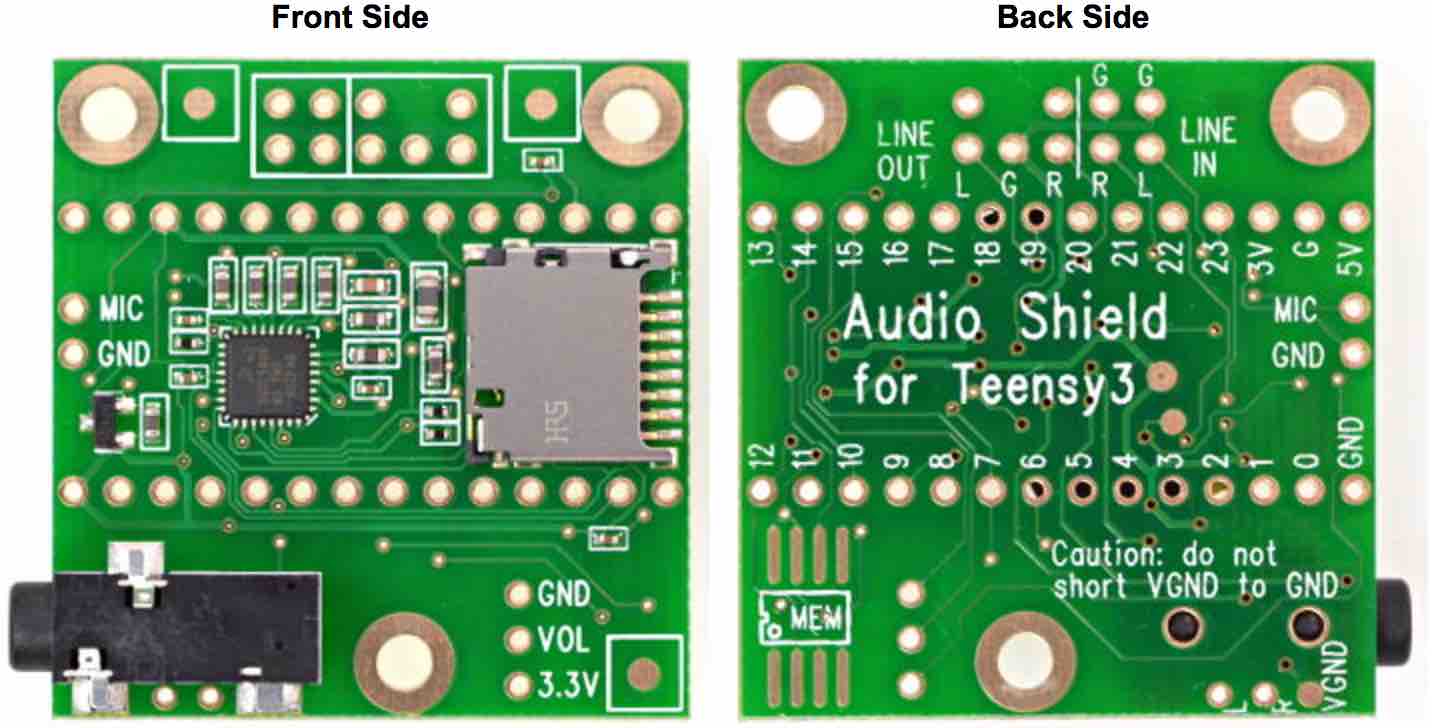 Front Side
Back Side
MIC
GND
HRS
GND
VOL
3.3V
G G
LINE OUT
LINE IN
L G R R L
13 14 15 16 17 18 19 20 21 22 23 3V G 5V
Audio Shield
for Teensy3
MIC
GND
12 11 10 9 8 7 6 5 4 3 2 1 0 GND
Caution: do not
short VGND to GND
MEM
L R VGND